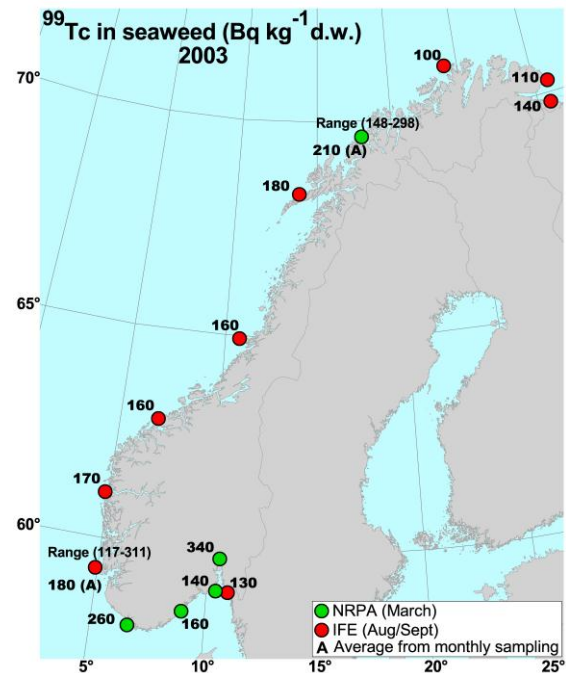 99Tc in seaweed (Bq kg-1 d.w.)
2003
70°
100
110
140
Range (148-298)
210 (A)
180
65°
160
160
170
60°
Range (117-311)
180 (A)
340
140
130
260
160
NRPA (March)
IFE (Aug/Sept)
A Average from monthly sampling
5°
10°
15°
20°
25°